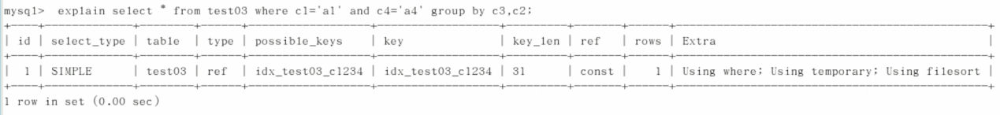 mysql> explain select * from test03 where c1='a1' and c4='a4' group by c3,c2;
+----+-------------+--------+------+------------------+------------------+---------+-------+------+----------------------------------------------+
| id | select_type | table | type | possible_keys | key | key_len | ref | rows | Extra |
+----+-------------+--------+------+------------------+------------------+---------+-------+------+----------------------------------------------+
| 1 | SIMPLE | test03 | ref | idx_test03_c1234 | idx_test03_c1234 | 31 | const | 1 | Using where; Using temporary; Using filesort |
+----+-------------+--------+------+------------------+------------------+---------+-------+------+----------------------------------------------+
1 row in set (0.00 sec)